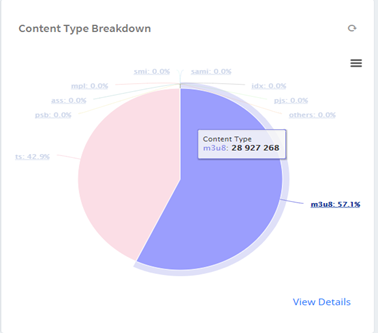 Content Type Breakdown
smi: 0.0%
sami: 0.0%
mpl: 0.0%
idx: 0.0%
ass: 0.0%
pjs: 0.0%
psb: 0.0%
others: 0.0%
Content Type
m3u8: 28 927 268
ts: 42.9%
m3u8: 57.1%
View Details